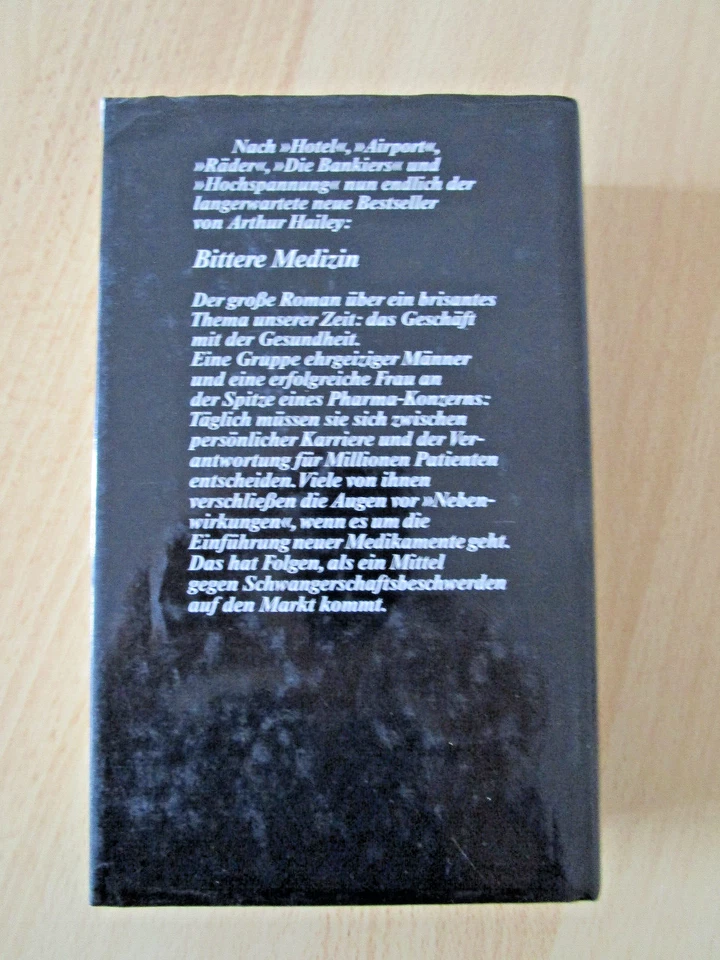 Nach »Hotel«, »Airport«,
»Räder«, »Die Bankiers« und
»Hochspannung« nun endlich der
langerwartete neue Bestseller
von Arthur Hailey:
Bittere Medizin
Der große Roman über ein brisantes
Thema unserer Zeit: das Geschäft
mit der Gesundheit.
Eine Gruppe ehrgeiziger Männer
und eine erfolgreiche Frau an
der Spitze eines Pharma-Konzerns:
Täglich müssen sie sich zwischen
persönlicher Karriere und der Ver-
antwortung für Millionen Patienten
entscheiden. Viele von ihnen
verschließen die Augen vor »Neben-
wirkungen«, wenn es um die
Einführung neuer Medikamente geht.
Das hat Folgen, als ein Mittel
gegen Schwangerschaftsbeschwerden
auf den Markt kommt.